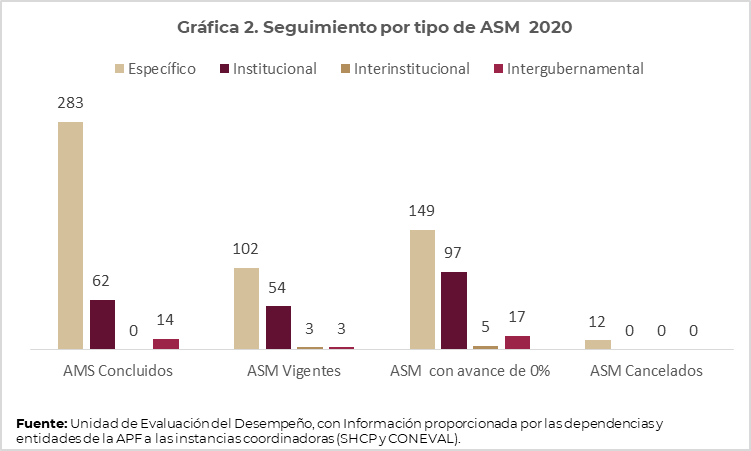 Gráfica 2. Seguimiento por tipo de ASM 2020
Específico Institucional Interinstitucional Intergubernamental
283
62
0
14
102
54
3
3
149
97
5
17
12
0
0
0
AMS Concluidos
ASM Vigentes
ASM con avance de 0%
ASM Cancelados
Fuente: Unidad de Evaluación del Desempeño, con Información proporcionada por las dependencias y
entidades de la APF a las instancias coordinadoras (SHCP y CONEVAL).